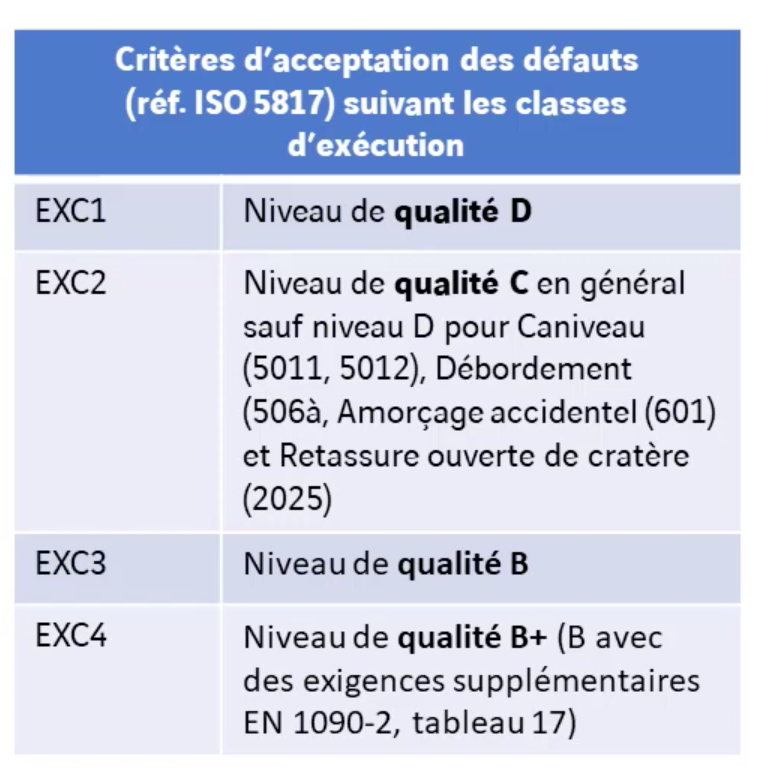 Critères d'acceptation des défauts
(réf. ISO 5817) suivant les classes
d'exécution
EXC1
Niveau de qualité D
EXC2
Niveau de qualité C en général
sauf niveau D pour Caniveau
(5011, 5012), Débordement
(506à, Amorçage accidentel (601)
et Retassure ouverte de cratère
(2025)
EXC3
Niveau de qualité B
EXC4
Niveau de qualité B+ (B avec
des exigences supplémentaires
EN 1090-2, tableau 17)